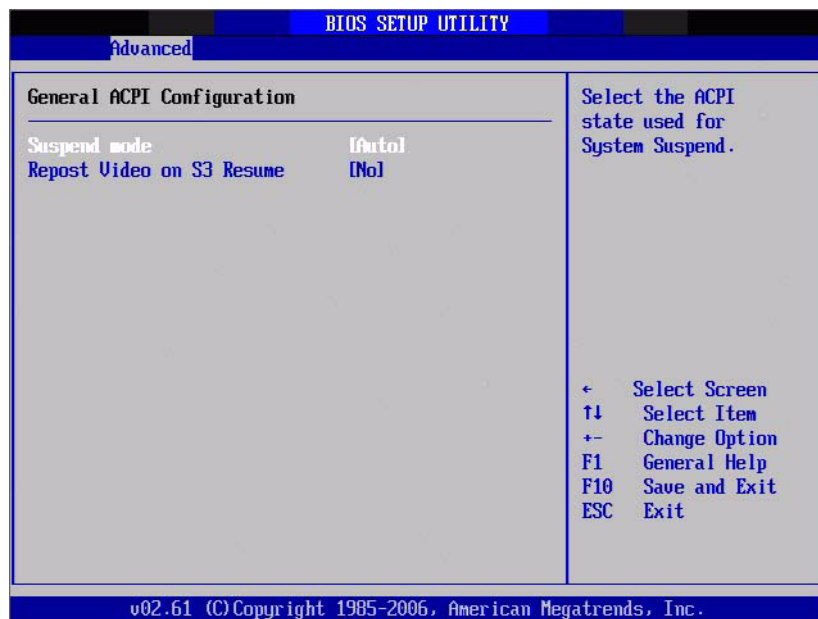 BIOS SETUP UTILITY
Advanced
General ACPI Configuration
Suspend mode [Auto]
Repost Video on S3 Resume [No]
Select the ACPI
state used for
System Suspend.
← Select Screen
↑↓ Select Item
+- Change Option
F1 General Help
F10 Save and Exit
ESC Exit
v02.61 (C)Copyright 1985-2006, American Megatrends, Inc.